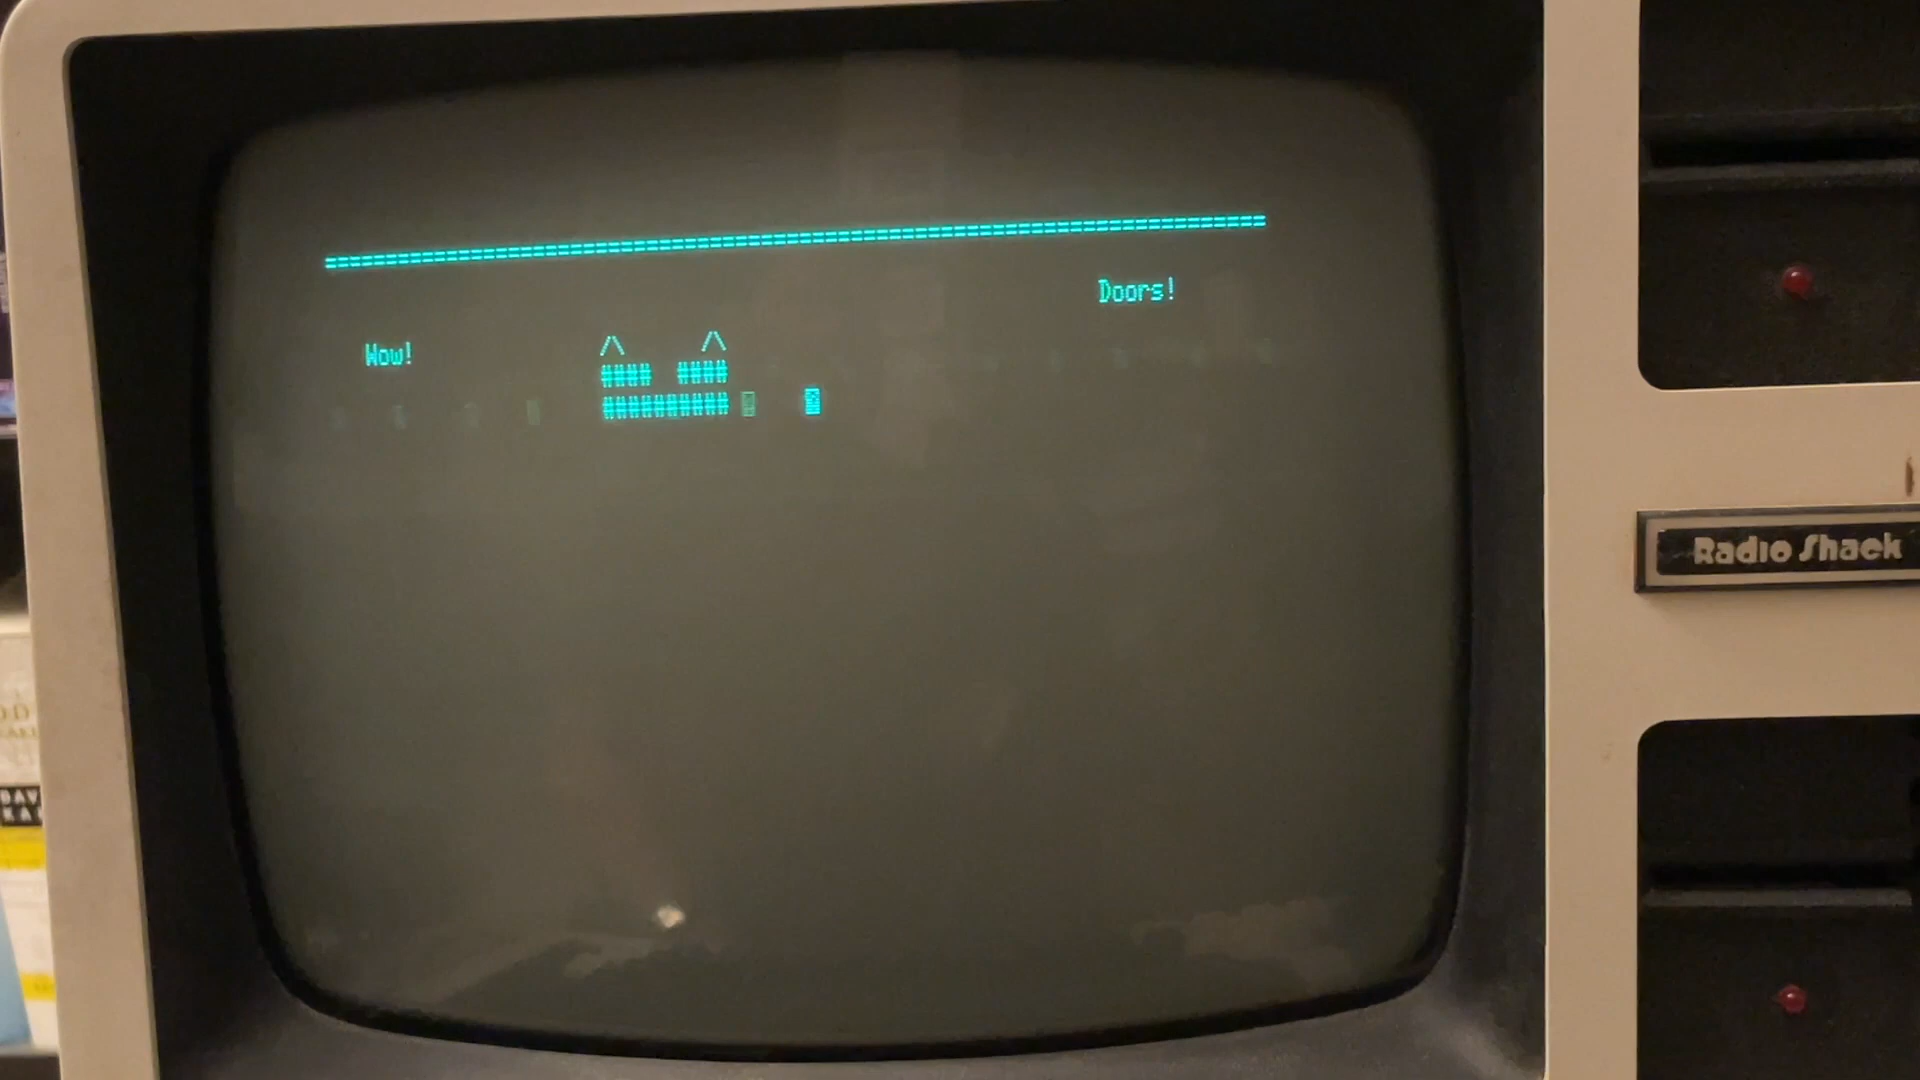 ==========================================================================
Doors!
Wow!
/\      /\
####  ####
##########
Radio Shack